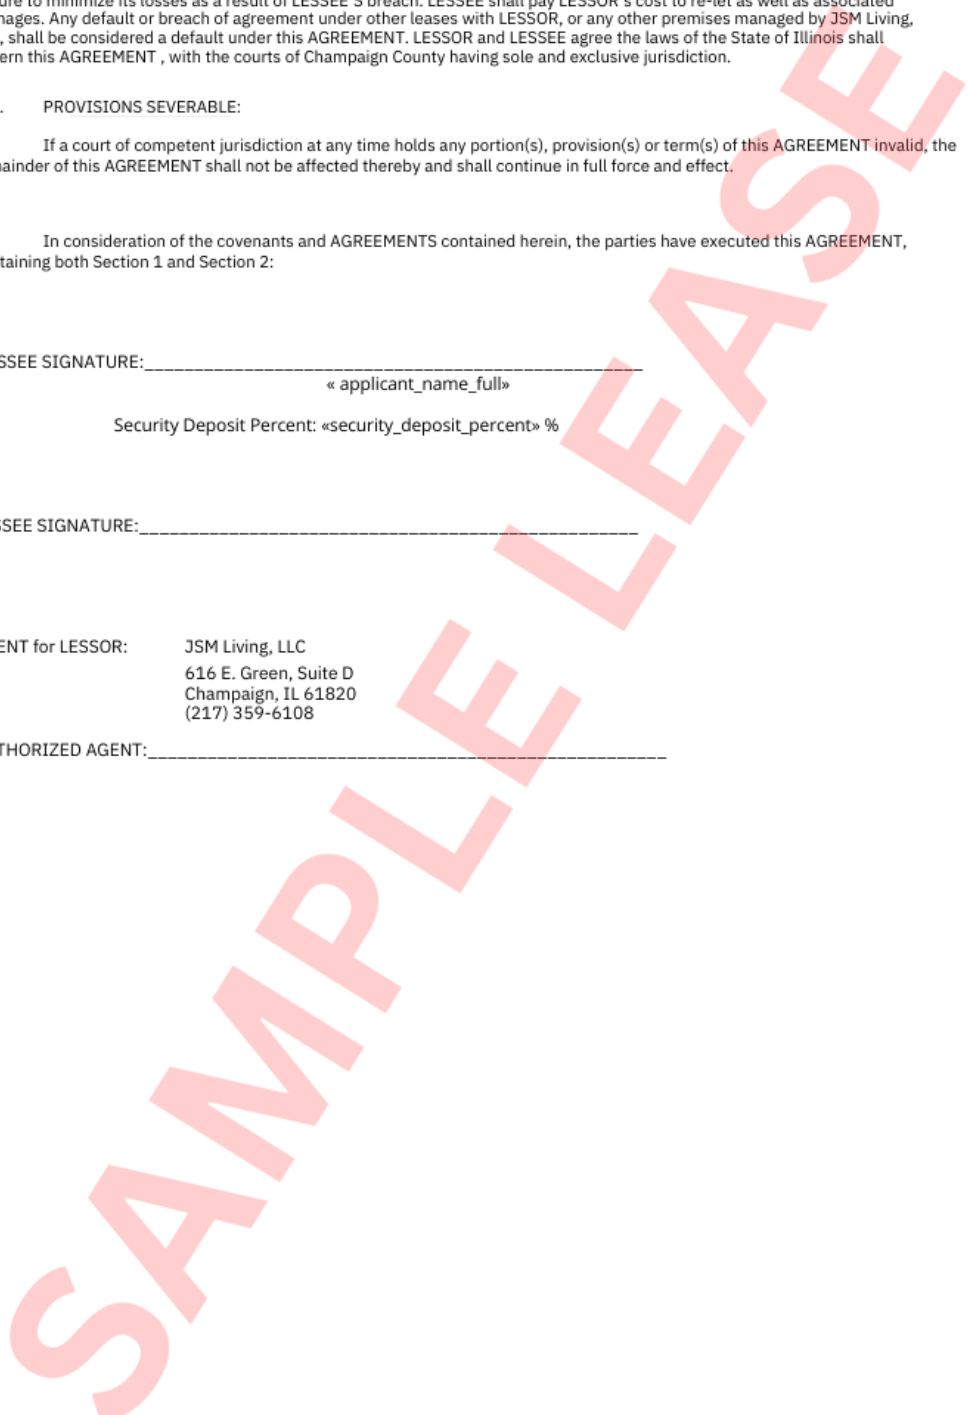 to minimize its losses as a result of LESSEE'S breach. LESSEE shall pay LESSOR's cost to re-let as well as associated
nages. Any default or breach of agreement under other leases with LESSOR, or any other premises managed by JSM Living,
, shall be considered a default under this AGREEMENT. LESSOR and LESSEE agree the laws of the State of Illinois shall
ern this AGREEMENT , with the courts of Champaign County having sole and exclusive jurisdiction.
. PROVISIONS SEVERABLE:
If a court of competent jurisdiction at any time holds any portion(s), provision(s) or term(s) of this AGREEMENT invalid, the
ainder of this AGREEMENT shall not be affected thereby and shall continue in full force and effect.
In consideration of the covenants and AGREEMENTS contained herein, the parties have executed this AGREEMENT,
taining both Section 1 and Section 2:
SSEE SIGNATURE:__________________________________________________
« applicant_name_full»
Security Deposit Percent: «security_deposit_percent» %
SSEE SIGNATURE:__________________________________________________
ENT for LESSOR: JSM Living, LLC
616 E. Green, Suite D
Champaign, IL 61820
(217) 359-6108
THORIZED AGENT:____________________________________________________
SAMPLE LEASE